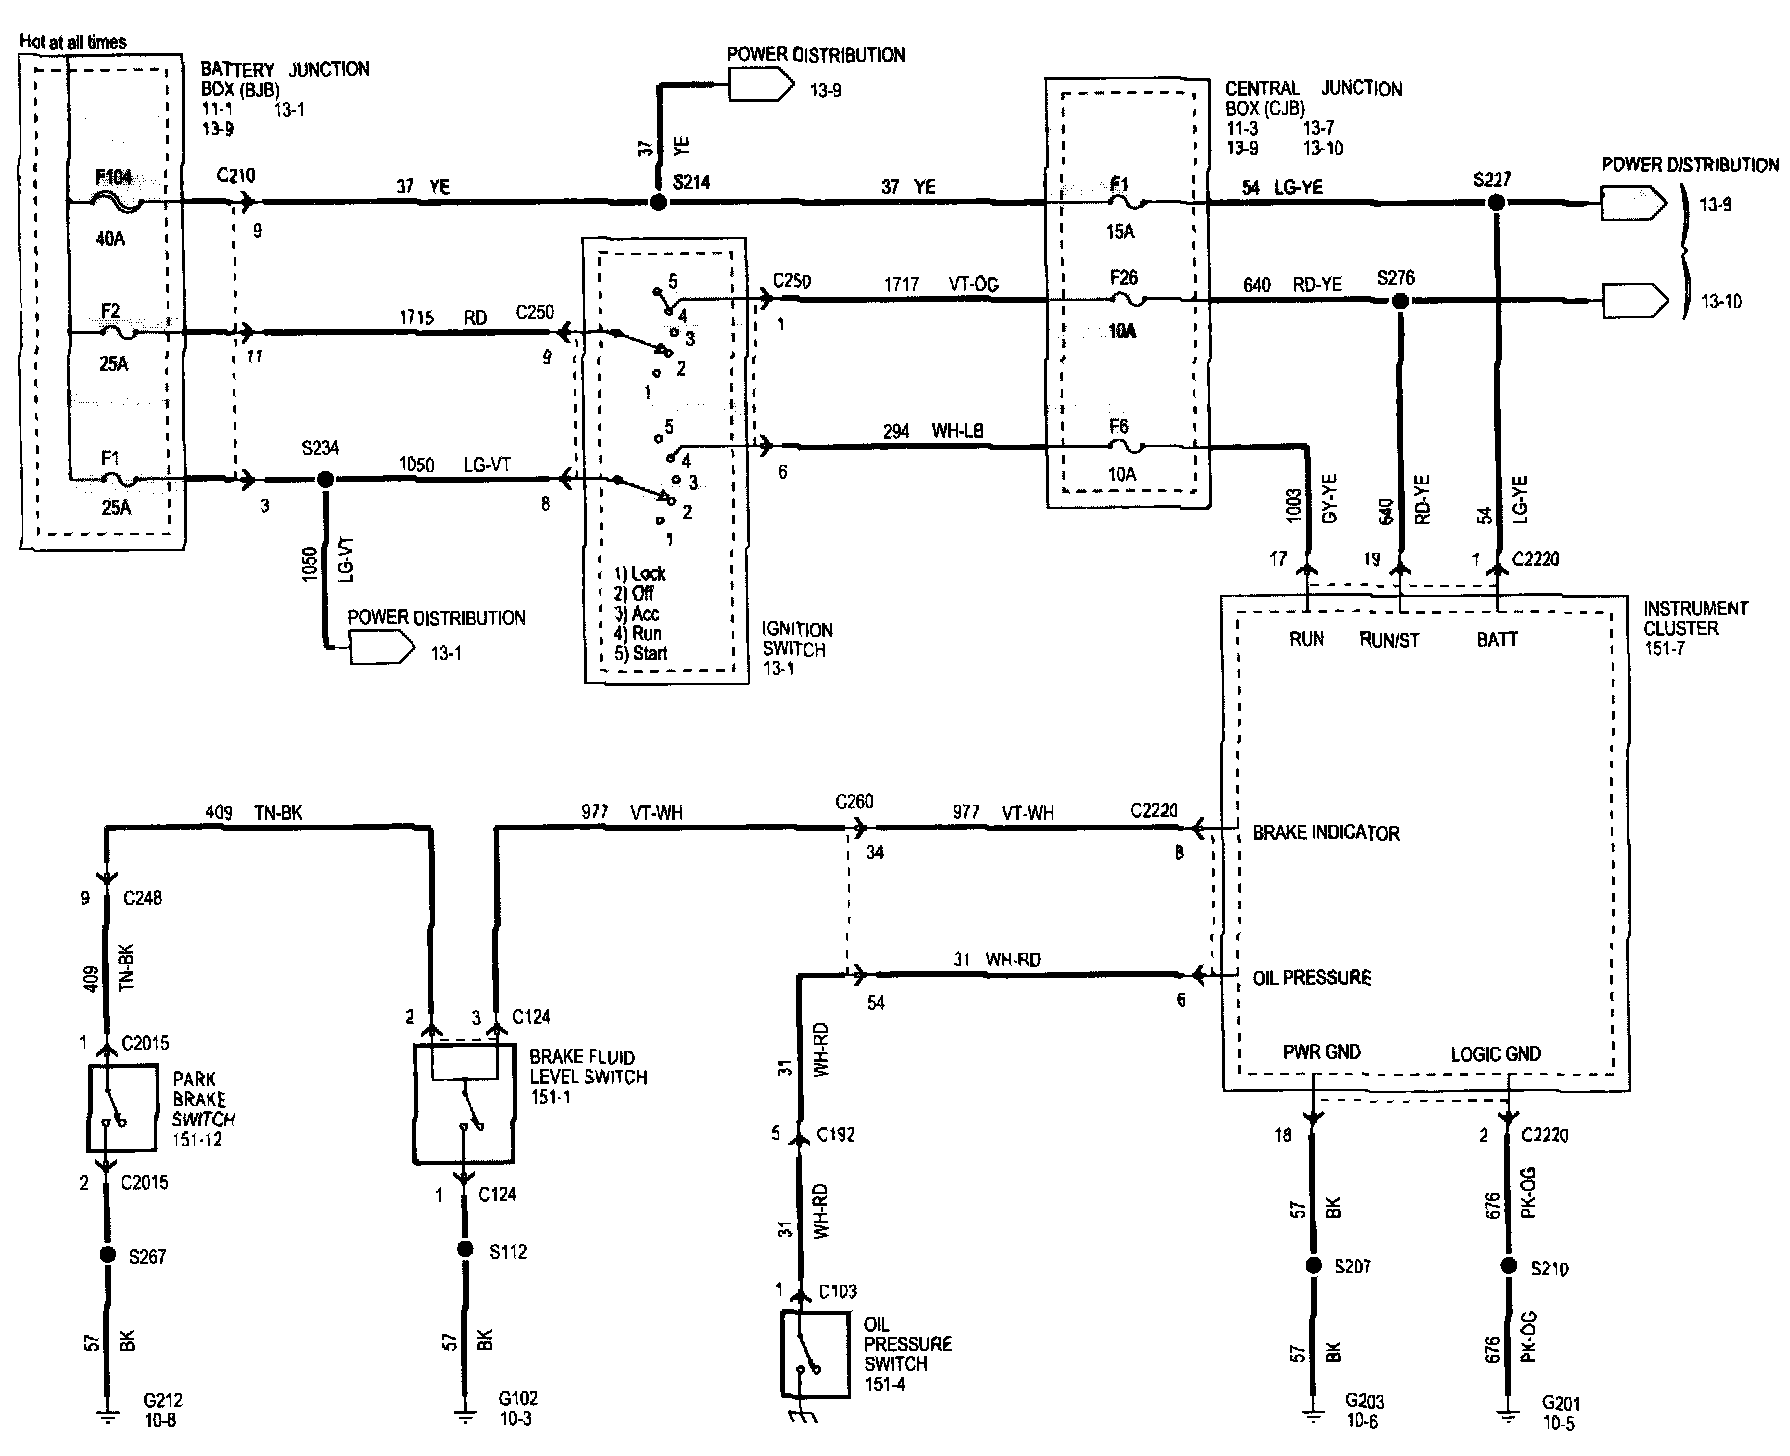 Hot at all times
BATTERY JUNCTION
BOX (BJB)
11-1 13-1
13-9
POWER DISTRIBUTION
13-9
CENTRAL JUNCTION
BOX (CJB)
11-3 13-7
13-9 13-10
POWER DISTRIBUTION
13-9
13-10
F104
40A
C210
9
37 YE
37
YE
S214
37 YE
F1
15A
54 LG-YE
S227
F2
25A
11
1715 RD
C250
9
5
4
3
2
1
C250
1
1717 VT-OG
F26
10A
640 RD-YE
S276
F1
25A
3
S234
1050 LG-VT
8
5
4
3
2
1
6
294 WH-LB
F6
10A
1050
LG-VT
POWER DISTRIBUTION
13-1
1) Lock
2) Off
3) Acc
4) Run
5) Start
IGNITION
SWITCH
13-1
1003
GY-YE
640
RD-YE
54
LG-YE
17
19
1
C2220
INSTRUMENT
CLUSTER
151-7
RUN
RUN/ST
BATT
409 TN-BK
977 VT-WH
C260
34
977 VT-WH
C2220
8
BRAKE INDICATOR
9
C248
409
TN-BK
31 WH-RD
54
6
OIL PRESSURE
1
C2015
2
3
C124
PARK
BRAKE
SWITCH
151-12
BRAKE FLUID
LEVEL SWITCH
151-1
31
WH-RD
PWR GND
LOGIC GND
5
C192
18
2
C2220
2
C2015
1
C124
31
WH-RD
57
BK
676
PK-OG
S267
S112
S207
S210
1
C103
57
BK
57
BK
OIL
PRESSURE
SWITCH
151-4
57
BK
676
PK-OG
G212
10-8
G102
10-3
G203
10-6
G201
10-5